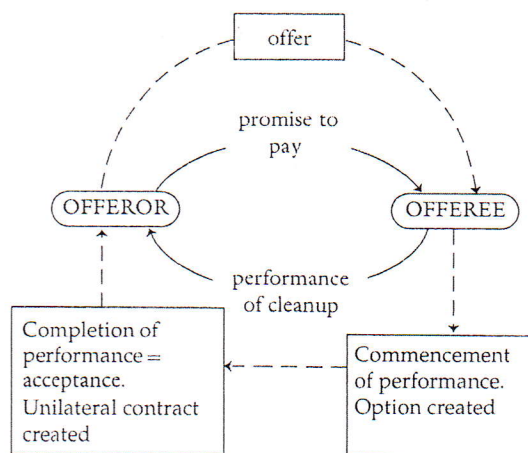 offer
promise to
pay
OFFEROR
OFFEREE
performance
of cleanup
Completion of
performance =
acceptance.
Unilateral contract
created
Commencement
of performance.
Option created